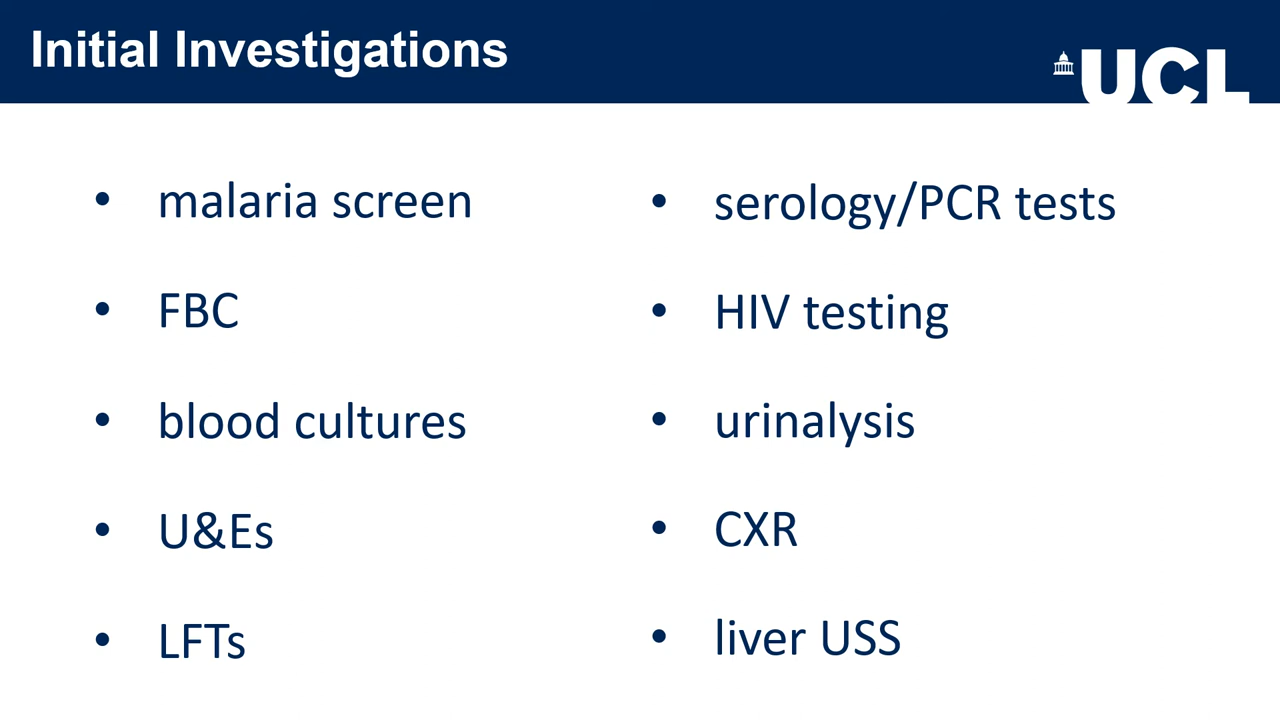 Initial Investigations
UCL
• malaria screen
• FBC
• blood cultures
• U&Es
• LFTs
• serology/PCR tests
• HIV testing
• urinalysis
• CXR
• liver USS